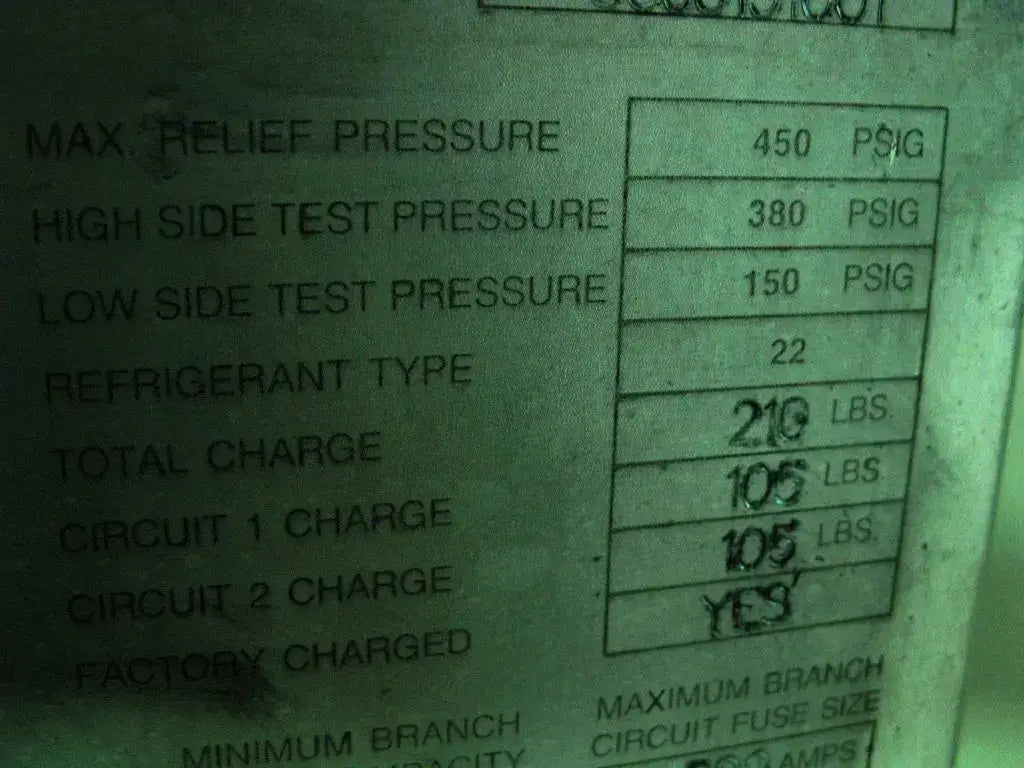 MAX. RELIEF PRESSURE 450 PSIG
HIGH SIDE TEST PRESSURE 380 PSIG
LOW SIDE TEST PRESSURE 150 PSIG
REFRIGERANT TYPE 22
TOTAL CHARGE 210 LBS.
CIRCUIT 1 CHARGE 105 LBS.
CIRCUIT 2 CHARGE 105 LBS.
FACTORY CHARGED YES
MINIMUM BRANCH
MAXIMUM BRANCH
CIRCUIT FUSE SIZE
AMPS